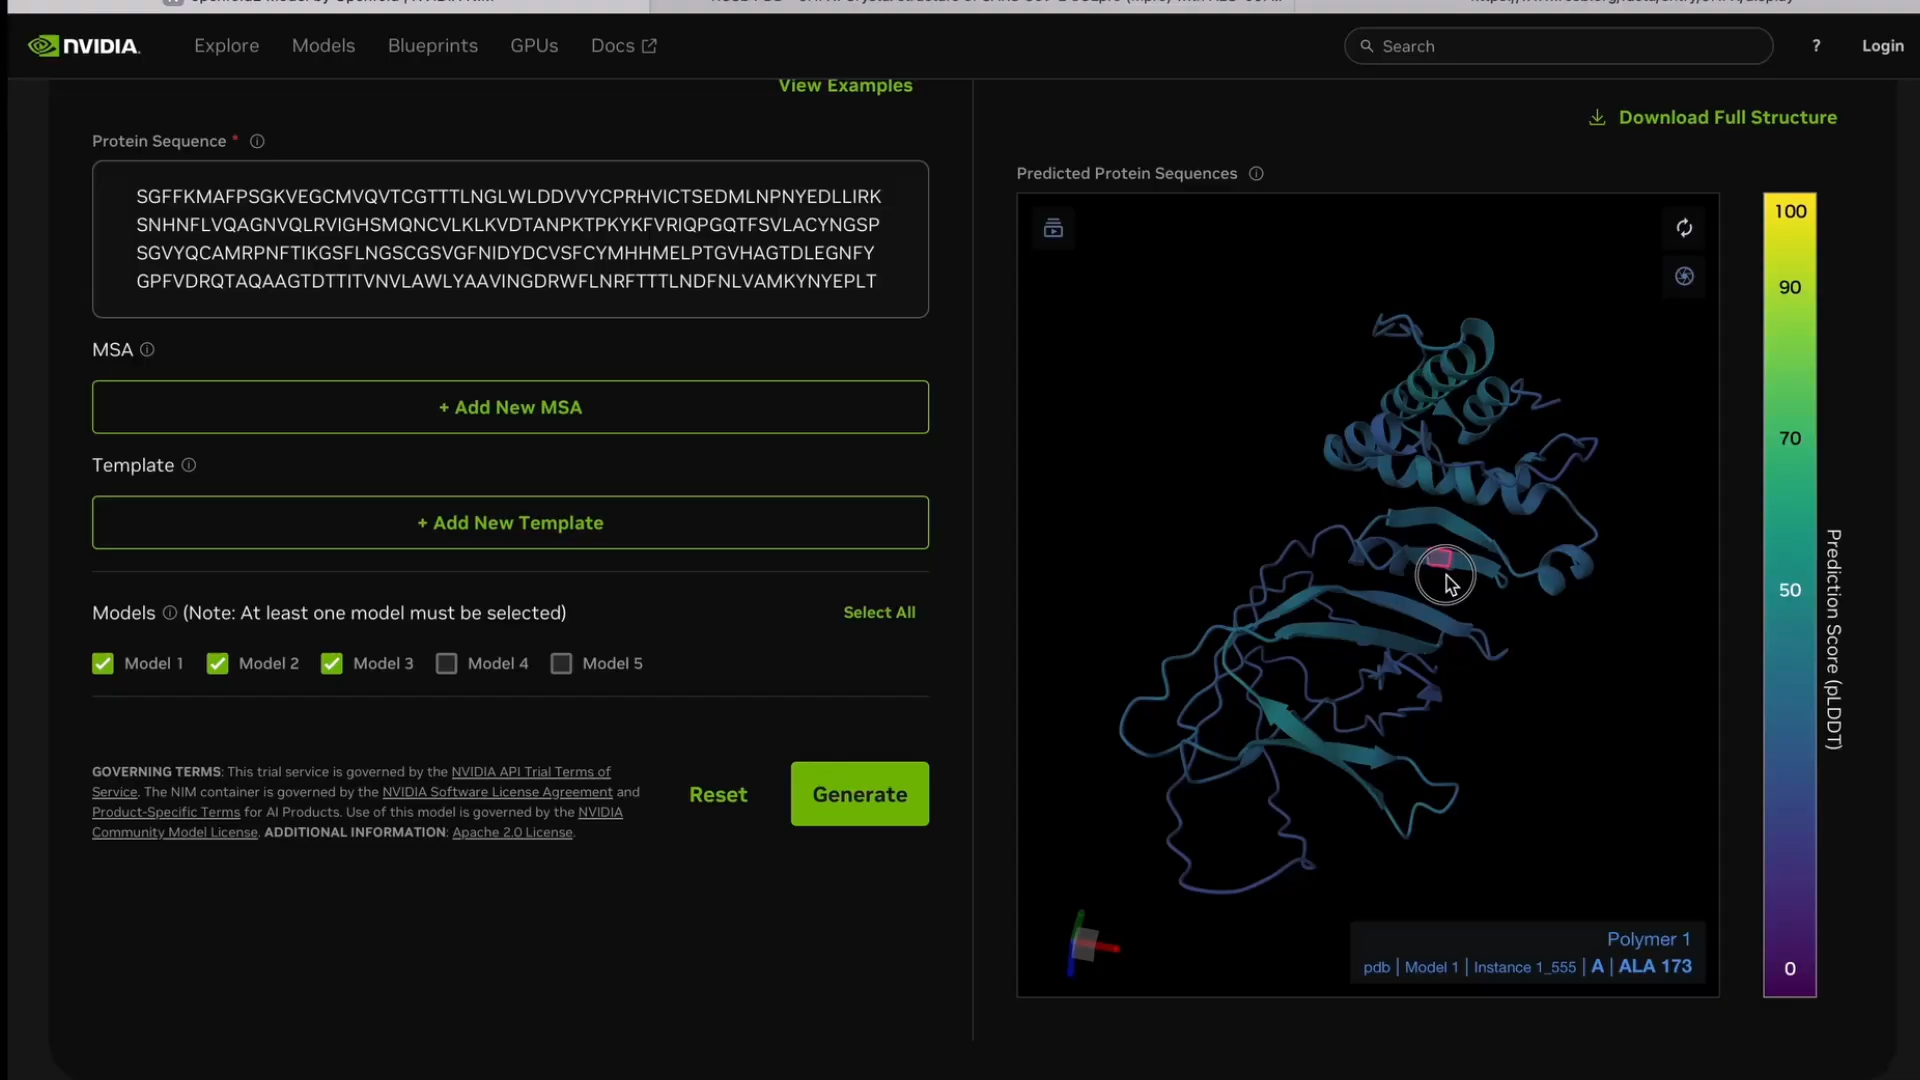 NVIDIA
Explore
Models
Blueprints
GPUs
Docs
Search
?
Login
View Examples
Download Full Structure
Protein Sequence *
SGFFKMAFPSGKVEGCMVQVTCGTTTLNGLWLDDVVYCPRHVICTSEDMLNPNYEDLLIRK
SNHNFLVQAGNVQLRVIGHSMQNCVLKLKVDTANPKTPKYKFVRIQPGQTFSVLACYNGSP
SGVYQCAMRPNFTIKGSFLNGSCGSVGFNIDYDCVSFCYMHHMELPTGVHAGTDLEGNFY
GPFVDRQTAQAAGTDTTITVNVLAWLYAAVINGDRWFLNRFTTTLNDFNLVAMKYNYEPLT
MSA
+ Add New MSA
Template
+ Add New Template
Models (Note: At least one model must be selected)
Select All
Model 1
Model 2
Model 3
Model 4
Model 5
GOVERNING TERMS: This trial service is governed by the NVIDIA API Trial Terms of
Service. The NIM container is governed by the NVIDIA Software License Agreement and
Product-Specific Terms for AI Products. Use of this model is governed by the NVIDIA
Community Model License. ADDITIONAL INFORMATION: Apache 2.0 License.
Reset
Generate
Predicted Protein Sequences
Polymer 1
pdb | Model 1 | Instance 1_555 | A | ALA 173
100
90
70
50
0
Prediction Score (pLDDT)